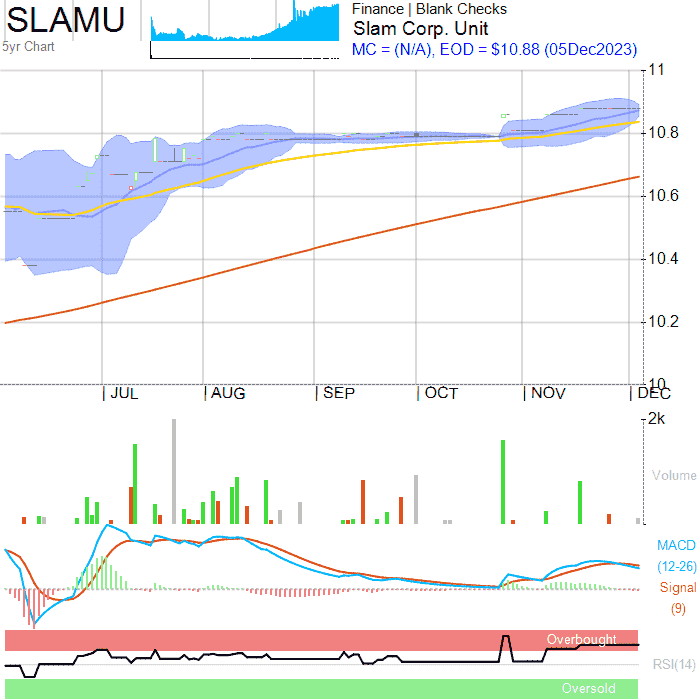 SLAMU
5yr Chart
Finance | Blank Checks
Slam Corp. Unit
MC = (N/A), EOD = $10.88 (05Dec2023)
11
10.8
10.6
10.4
10.2
10
JUL AUG SEP OCT NOV DEC
2k
Volume
MACD
(12-26)
Signal
(9)
Overbought
RSI(14)
Oversold